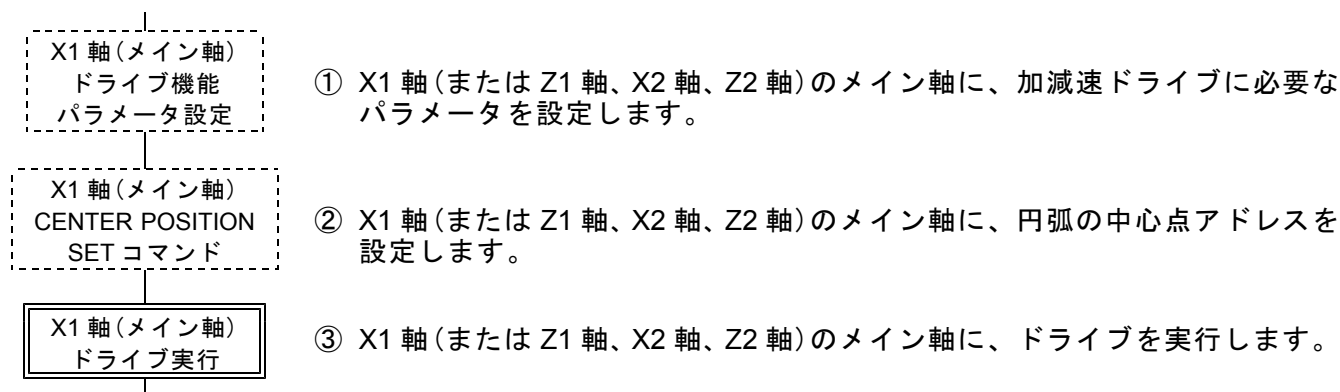 X1 軸(メイン軸)
ドライブ機能
パラメータ設定
① X1 軸(または Z1 軸、X2 軸、Z2 軸)のメイン軸に、加減速ドライブに必要な
パラメータを設定します。
X1 軸(メイン軸)
CENTER POSITION
SET コマンド
② X1 軸(または Z1 軸、X2 軸、Z2 軸)のメイン軸に、円弧の中心点アドレスを
設定します。
X1 軸(メイン軸)
ドライブ実行
③ X1 軸(または Z1 軸、X2 軸、Z2 軸)のメイン軸に、ドライブを実行します。